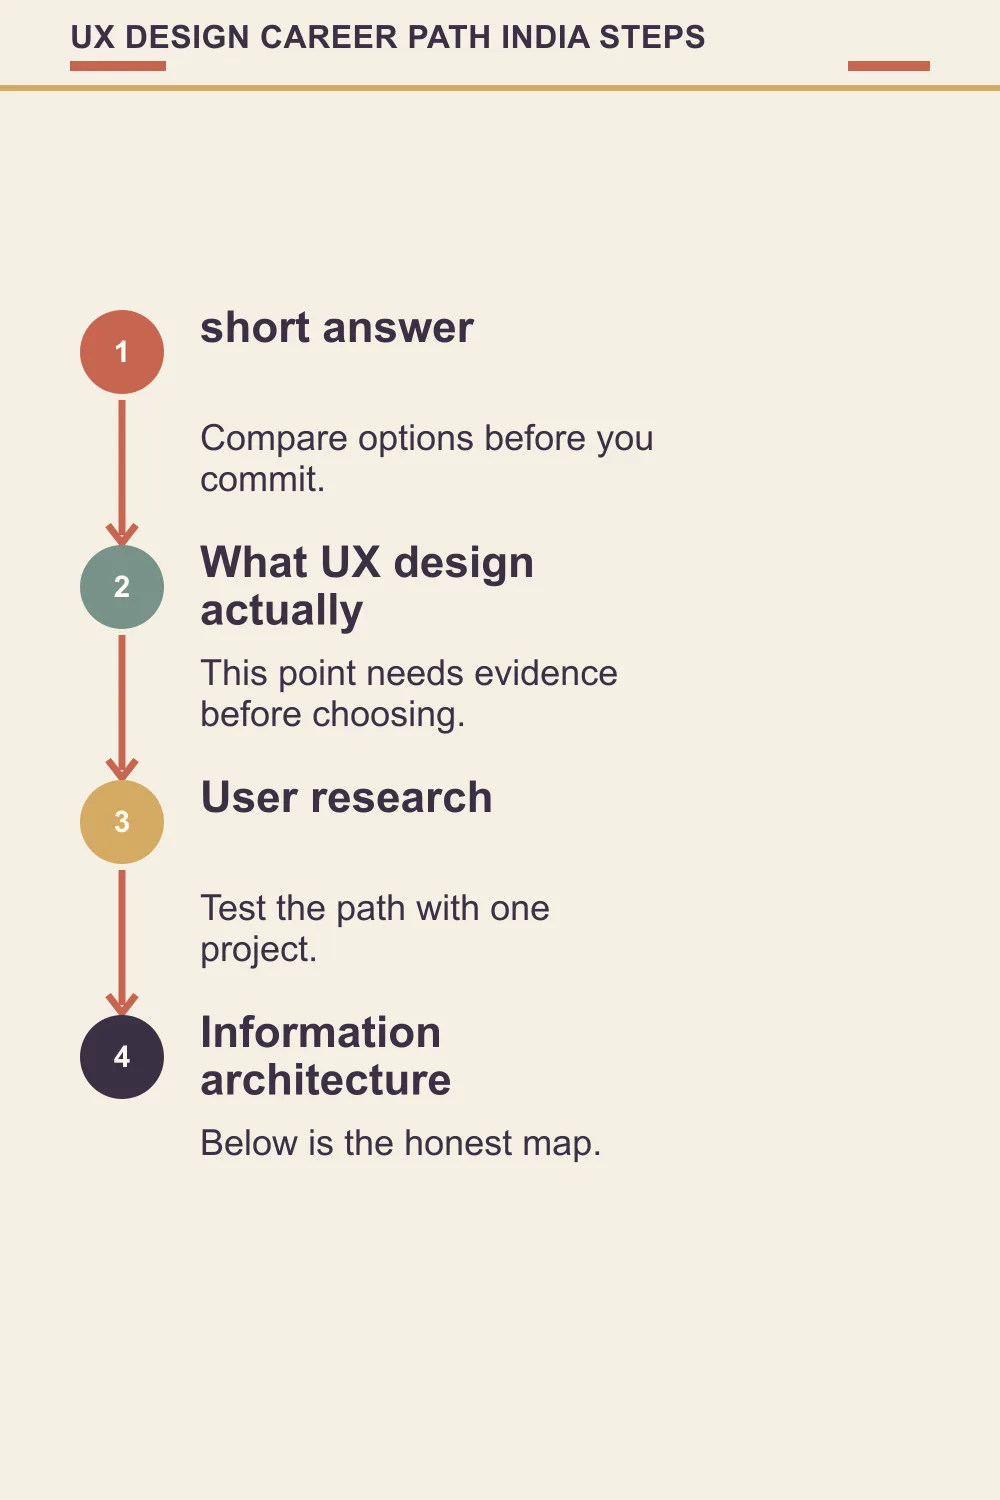 UX DESIGN CAREER PATH INDIA STEPS
1
short answer
Compare options before you
commit.
2
What UX design
actually
This point needs evidence
before choosing.
3
User research
Test the path with one
project.
4
Information
architecture
Below is the honest map.